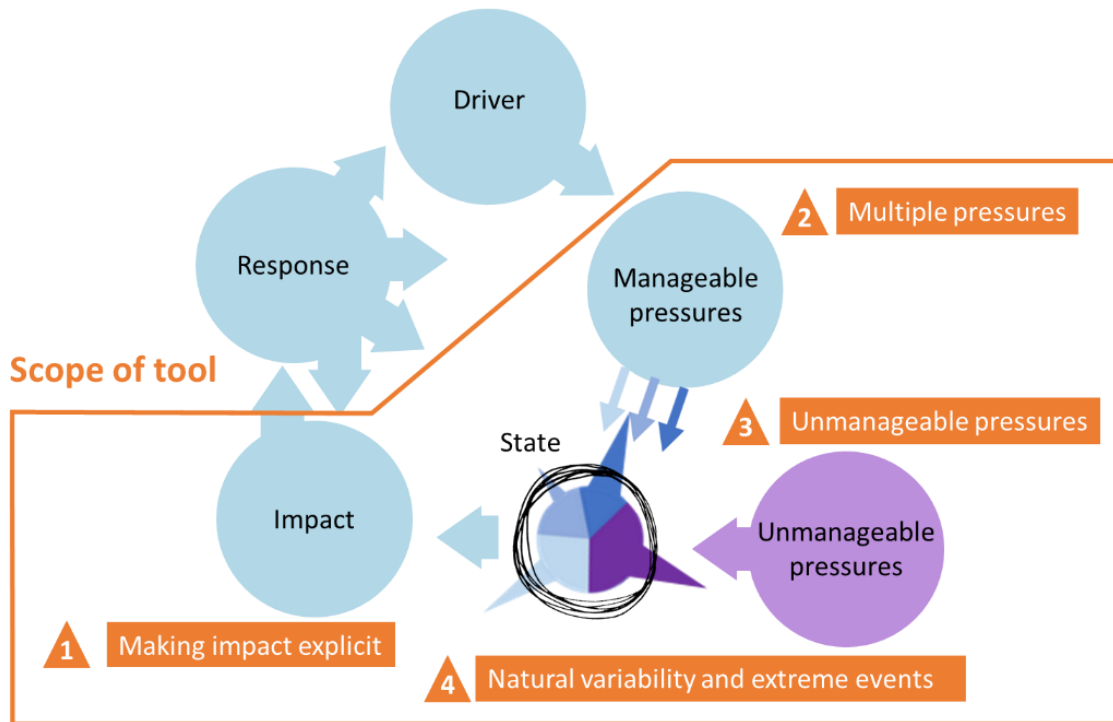 Driver
2
Multiple pressures
Response
Manageable
pressures
Scope of tool
3
Unmanageable pressures
State
Impact
Unmanageable
pressures
1
Making impact explicit
4
Natural variability and extreme events